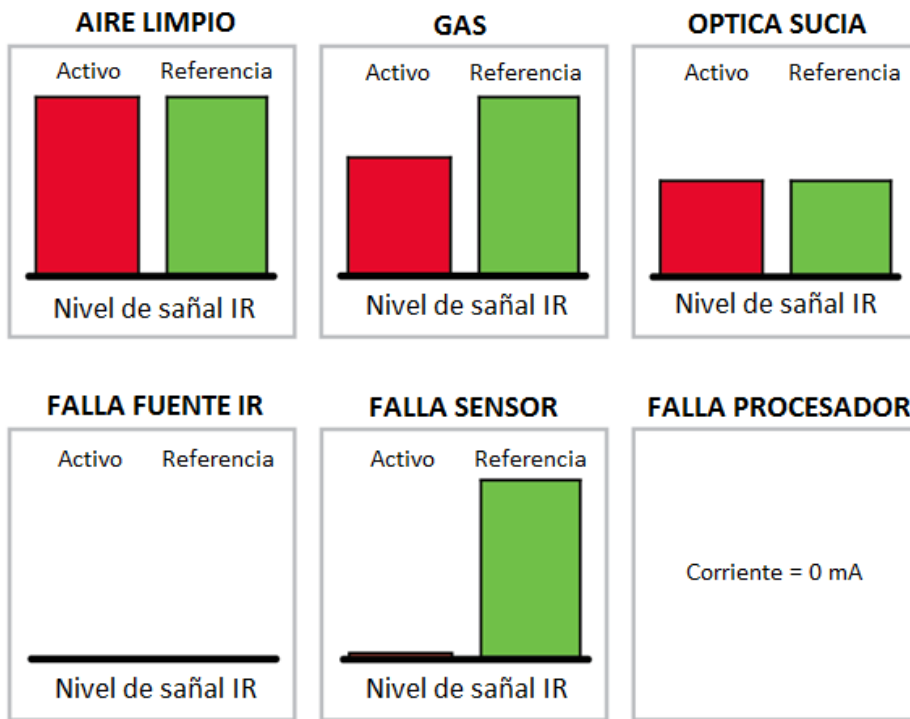 AIRE LIMPIO
Activo Referencia
Nivel de sañal IR
GAS
Activo Referencia
Nivel de sañal IR
OPTICA SUCIA
Activo Referencia
Nivel de sañal IR
FALLA FUENTE IR
Activo Referencia
Nivel de sañal IR
FALLA SENSOR
Activo Referencia
Nivel de sañal IR
FALLA PROCESADOR
Corriente = 0 mA